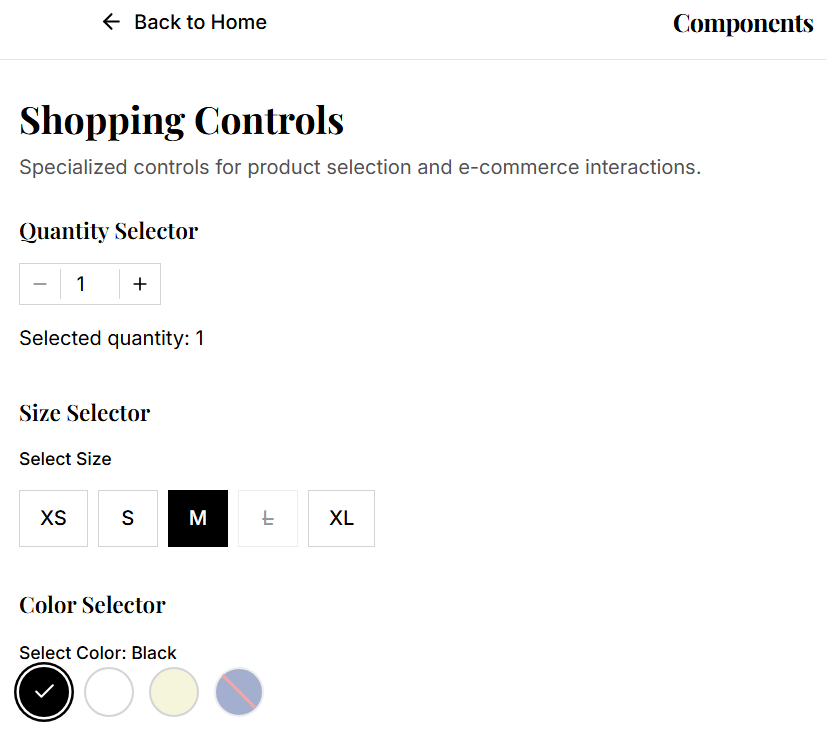 Back to Home
Components
Shopping Controls
Specialized controls for product selection and e-commerce interactions.
Quantity Selector
1
Selected quantity: 1
Size Selector
Select Size
XS S M L XL
Color Selector
Select Color: Black